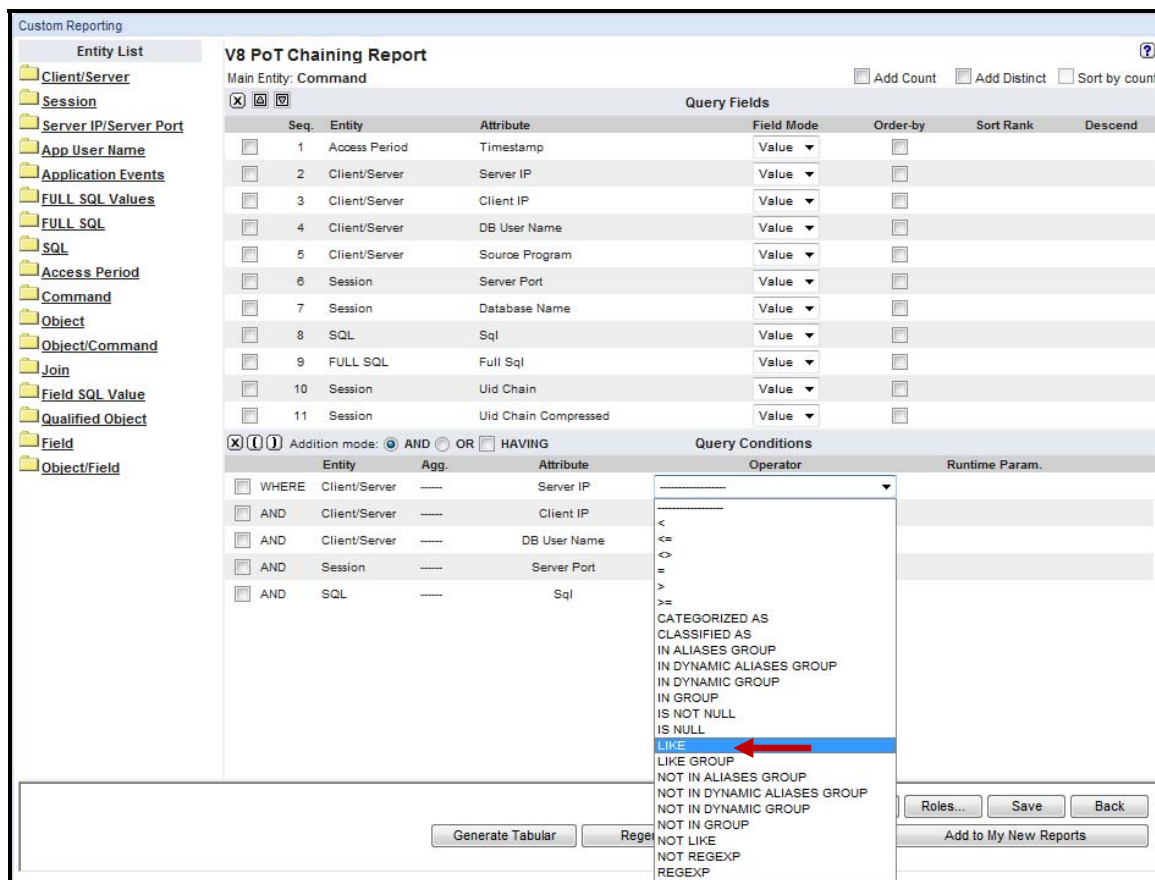 Custom Reporting
Entity List
Client/Server
Session
Server IP/Server Port
App User Name
Application Events
FULL SQL Values
FULL SQL
SQL
Access Period
Command
Object
Object/Command
Join
Field SQL Value
Qualified Object
Field
Object/Field
V8 PoT Chaining Report
?
Main Entity: Command
Add Count Add Distinct Sort by count
X Query Fields
Seq. Entity Attribute Field Mode Order-by Sort Rank Descend
1 Access Period Timestamp Value
2 Client/Server Server IP Value
3 Client/Server Client IP Value
4 Client/Server DB User Name Value
5 Client/Server Source Program Value
6 Session Server Port Value
7 Session Database Name Value
8 SQL Sql Value
9 FULL SQL Full Sql Value
10 Session Uid Chain Value
11 Session Uid Chain Compressed Value
X ( ) Addition mode: AND OR HAVING Query Conditions
Entity Agg. Attribute Operator Runtime Param.
WHERE Client/Server ------ Server IP ------------------
AND Client/Server ------ Client IP
AND Client/Server ------ DB User Name
AND Session ------ Server Port
AND SQL ------ Sql
------------------
<
<=
<>
=
>
>=
CATEGORIZED AS
CLASSIFIED AS
IN ALIASES GROUP
IN DYNAMIC ALIASES GROUP
IN DYNAMIC GROUP
IN GROUP
IS NOT NULL
IS NULL
LIKE
LIKE GROUP
NOT IN ALIASES GROUP
NOT IN DYNAMIC ALIASES GROUP
NOT IN DYNAMIC GROUP
NOT IN GROUP
NOT LIKE
NOT REGEXP
REGEXP
Roles... Save Back
Generate Tabular Add to My New Reports